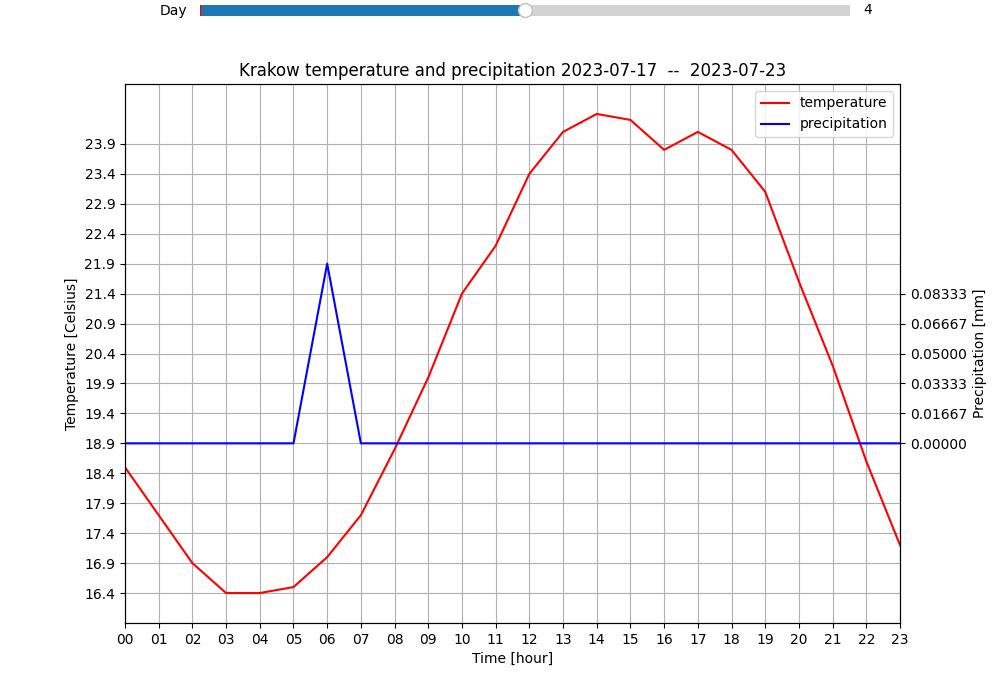 Day 4
Krakow temperature and precipitation 2023-07-17 -- 2023-07-23
temperature
precipitation
Temperature [Celsius]
23.9
23.4
22.9
22.4
21.9
21.4
20.9
20.4
19.9
19.4
18.9
18.4
17.9
17.4
16.9
16.4
0.08333
0.06667
0.05000
0.03333
0.01667
0.00000
Precipitation [mm]
00 01 02 03 04 05 06 07 08 09 10 11 12 13 14 15 16 17 18 19 20 21 22 23
Time [hour]